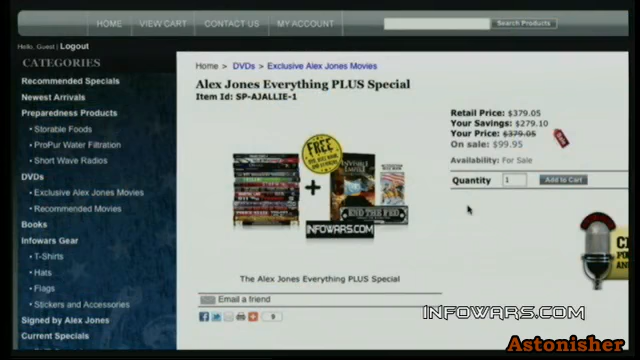 HOME VIEW CART CONTACT US MY ACCOUNT Search Products
Hello, Guest | Logout
CATEGORIES
Recommended Specials
Newest Arrivals
Preparedness Products
• Storable Foods
• ProPur Water Filtration
• Short Wave Radios
DVDs
• Exclusive Alex Jones Movies
• Recommended Movies
Books
Infowars Gear
• T-Shirts
• Hats
• Flags
• Stickers and Accessories
Signed by Alex Jones
Current Specials
Home > DVDs > Exclusive Alex Jones Movies
Alex Jones Everything PLUS Special
Item Id: SP-AJALLIE-1
FREE
+
INVISIBLE
EMPIRE
END THE FED
INFOWARS.COM
The Alex Jones Everything PLUS Special
Email a friend
9
Retail Price: $379.05
Your Savings: $279.10
Your Price: $379.05
On sale: $99.95
Availability: For Sale
Quantity 1 Add to Cart
INFOWARS.COM
Astonisher